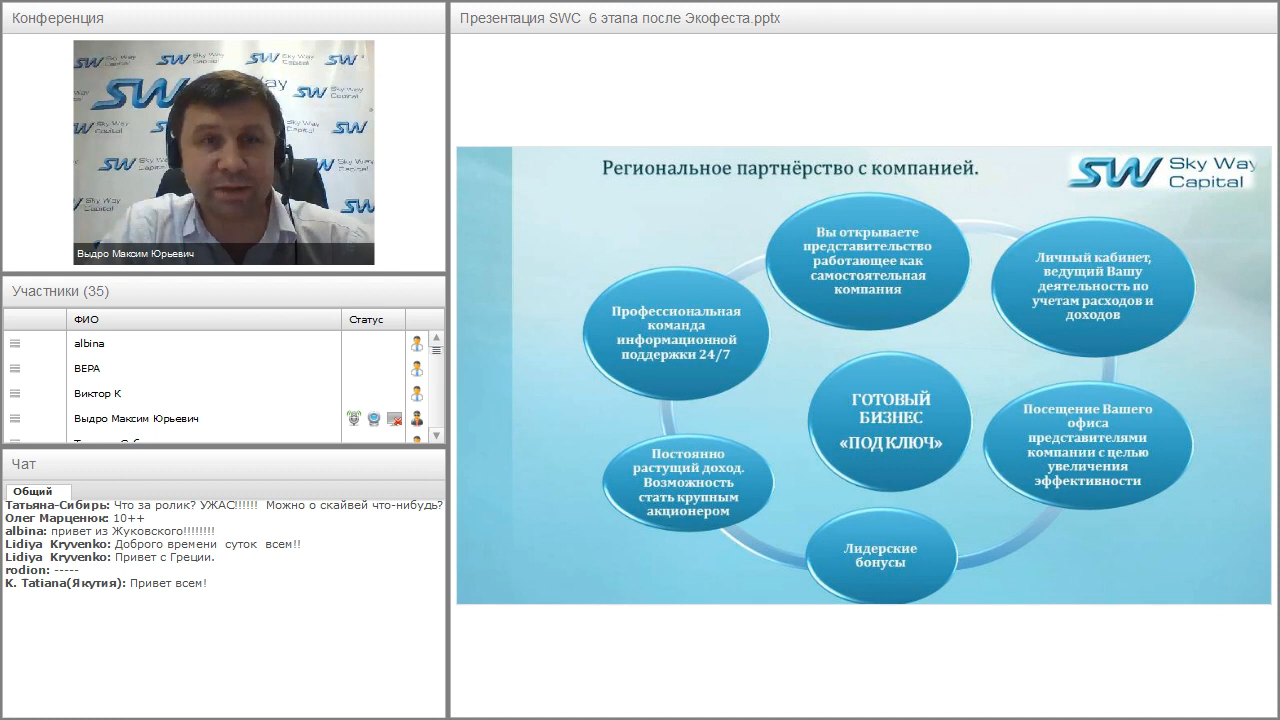 Конференция
SW Sky Way Capital
Выдро Максим Юрьевич
Участники (35)
ФИО Статус
albina
ВЕРА
Виктор К
Выдро Максим Юрьевич
Чат
Общий
Татьяна-Сибирь: Что за ролик? УЖАС!!!!!! Можно о скайвей что-нибудь?
Олег Марценюк: 10++
albina: привет из Жуковского!!!!!!!!
Lidiya Kryvenko: Доброго времени суток всем!!
Lidiya Kryvenko: Привет с Греции.
rodion: -----
K. Tatiana(Якутия): Привет всем!
Презентация SWC 6 этапа после Экофеста.pptx
Региональное партнёрство с компанией.
SW Sky Way
Capital
Вы открываете
представительство
работающее как
самостоятельная
компания
Личный кабинет,
ведущий Вашу
деятельность по
учетам расходов и
доходов
Посещение Вашего
офиса
представителями
компании с целью
увеличения
эффективности
Лидерские
бонусы
Постоянно
растущий доход.
Возможность
стать крупным
акционером
Профессиональная
команда
информационной
поддержки 24/7
ГОТОВЫЙ
БИЗНЕС
«ПОД КЛЮЧ»